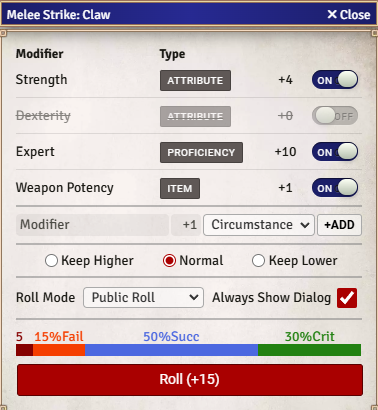 Melee Strike: Claw ✕ Close
Modifier Type
Strength ATTRIBUTE +4 ON
Dexterity ATTRIBUTE +0 OFF
Expert PROFICIENCY +10 ON
Weapon Potency ITEM +1 ON
Modifier +1 Circumstance +ADD
Keep Higher Normal Keep Lower
Roll Mode Public Roll Always Show Dialog
5 15%Fail 50%Succ 30%Crit
Roll (+15)